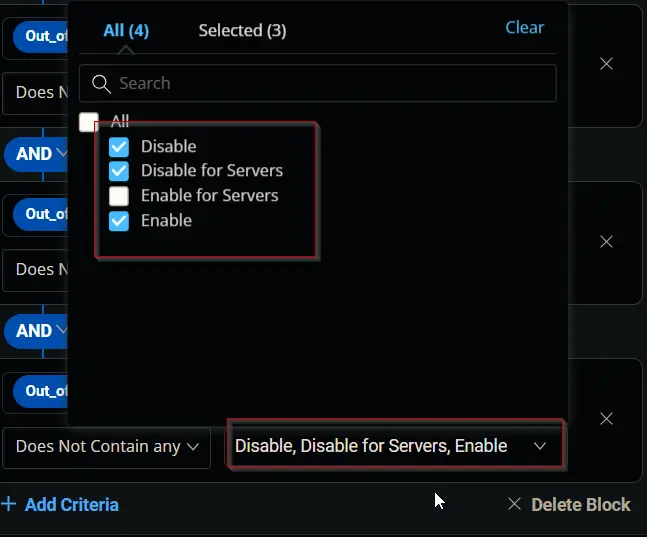 All (4)
Selected (3)
Clear
Out_of
Search
Does N
All
AND
Disable
Disable for Servers
Enable for Servers
Out_of
Enable
Does N
AND
Out_of
Does Not Contain any
Disable, Disable for Servers, Enable
Add Criteria
Delete Block